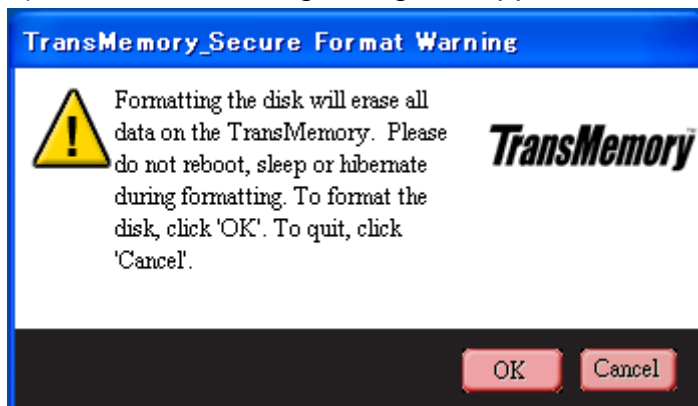 TransMemory_Secure Format Warning
Formatting the disk will erase all
data on the TransMemory. Please
do not reboot, sleep or hibernate
during formatting. To format the
disk, click 'OK'. To quit, click
'Cancel'.
TransMemory
OK
Cancel